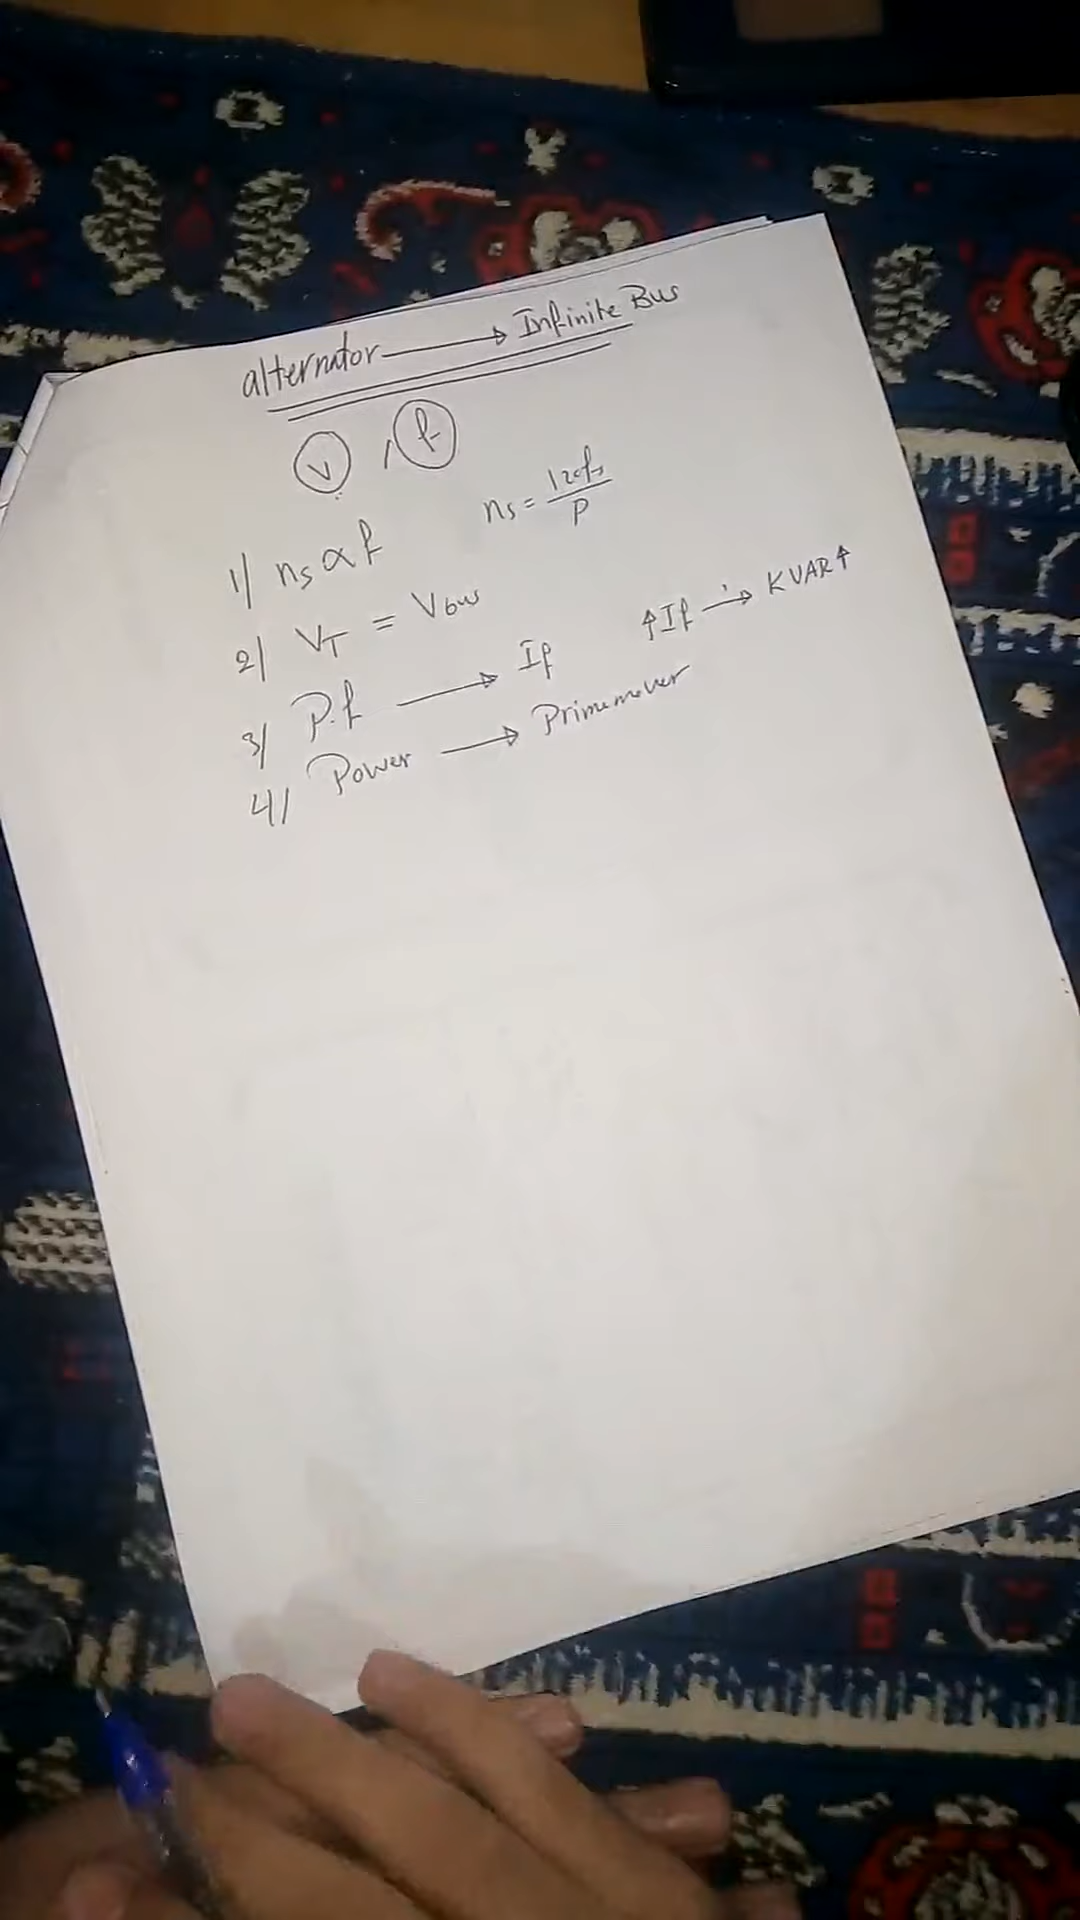 alternator → Infinite Bus
V , f
1) ns ∝ f    ns = 120fs / P
2) VT = Vbus
3) P.f → If    ↑If → KVAR↑
4) Power → Primemover